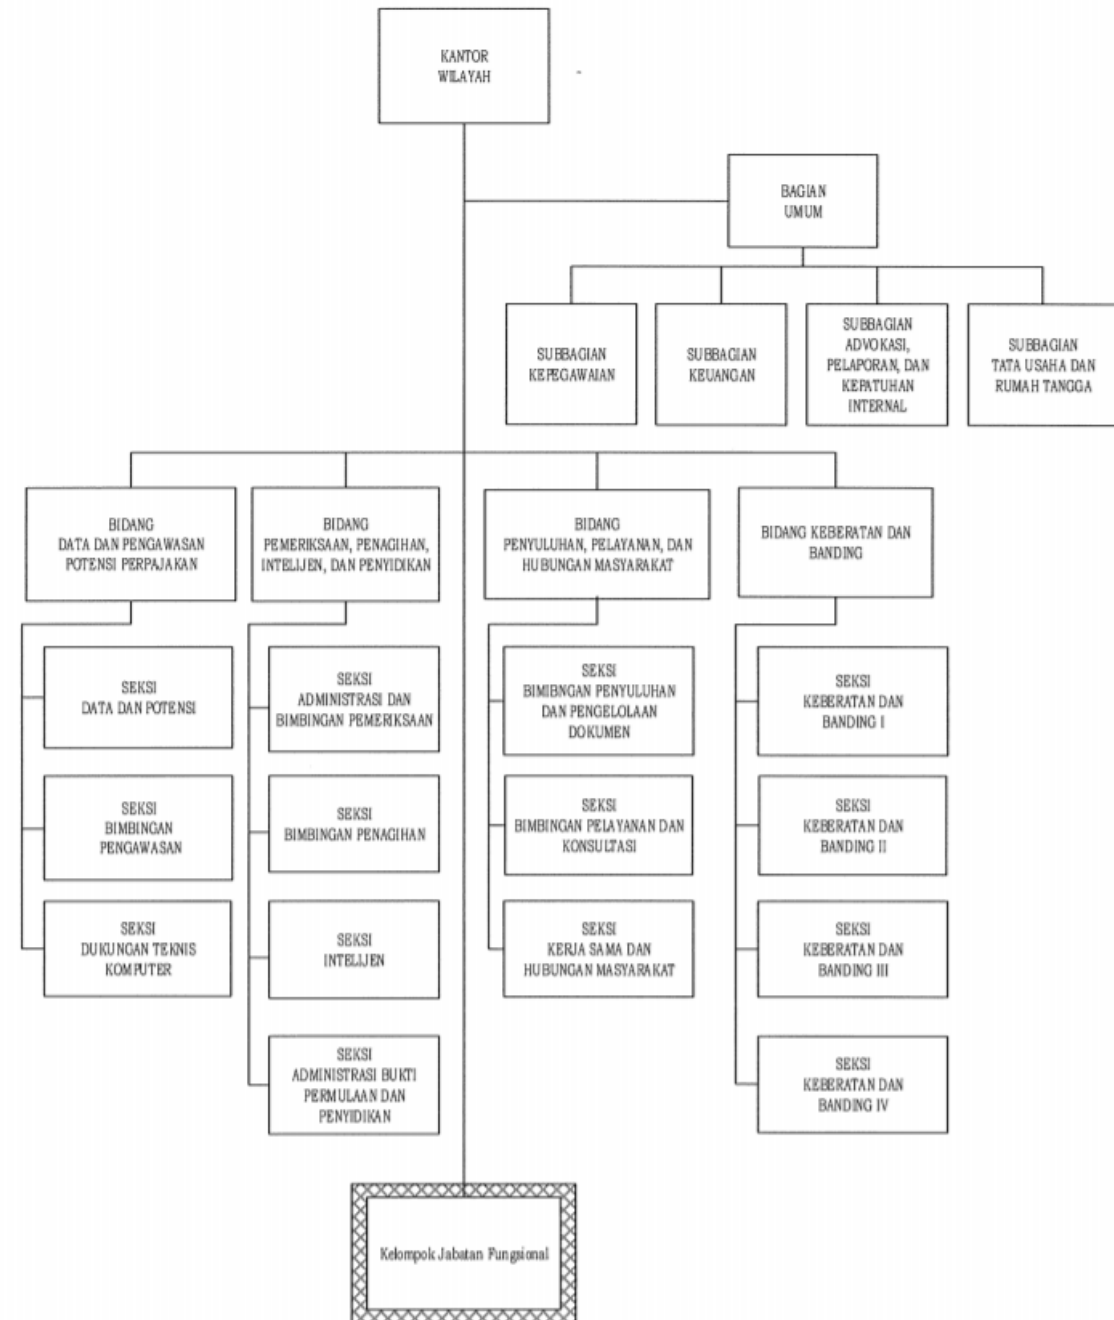 KANTOR
WILAYAH
BAGIAN
UMUM
SUBBAGIAN
KEPEGAWAIAN
SUBBAGIAN
KEUANGAN
SUBBAGIAN
ADVOKASI,
PELAPORAN, DAN
KEPATUHAN
INTERNAL
SUBBAGIAN
TATA USAHA DAN
RUMAH TANGGA
BIDANG
DATA DAN PENGAWASAN
POTENSI PERPAJAKAN
BIDANG
PEMERIKSAAN, PENAGIHAN,
INTELIJEN, DAN PENYIDIKAN
BIDANG
PENYULUHAN, PELAYANAN, DAN
HUBUNGAN MASYARAKAT
BIDANG KEBERATAN DAN
BANDING
SEKSI
DATA DAN POTENSI
SEKSI
ADMINISTRASI DAN
BIMBINGAN PEMERIKSAAN
SEKSI
BIMIBNGAN PENYULUHAN
DAN PENGELOLAAN
DOKUMEN
SEKSI
KEBERATAN DAN
BANDING I
SEKSI
BIMBINGAN
PENGAWASAN
SEKSI
BIMBINGAN PENAGIHAN
SEKSI
BIMBINGAN PELAYANAN DAN
KONSULTASI
SEKSI
KEBERATAN DAN
BANDING II
SEKSI
DUKUNGAN TEKNIS
KOMPUTER
SEKSI
INTELIJEN
SEKSI
KERJA SAMA DAN
HUBUNGAN MASYARAKAT
SEKSI
KEBERATAN DAN
BANDING III
SEKSI
ADMINISTRASI BUKTI
PERMULAAN DAN
PENYIDIKAN
SEKSI
KEBERATAN DAN
BANDING IV
Kelompok Jabatan Fungsional